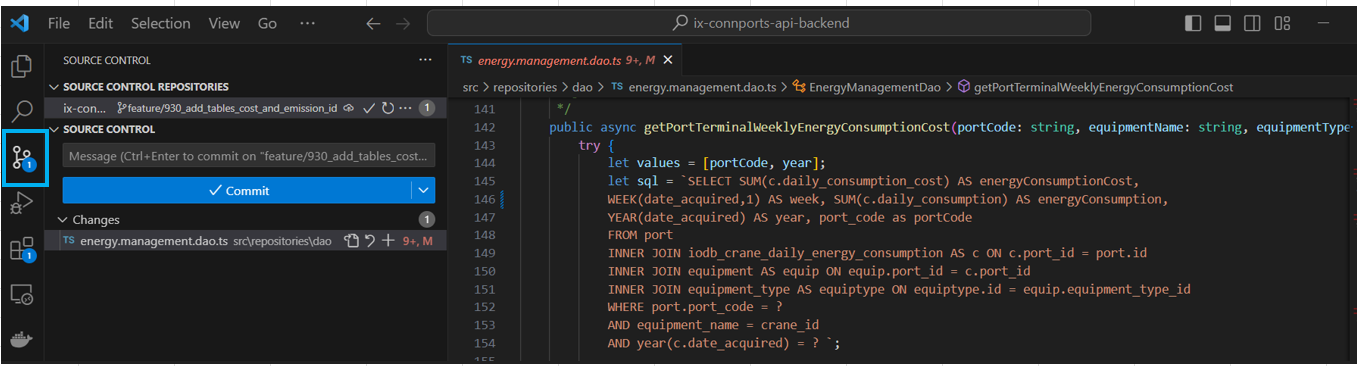 File Edit Selection View Go ··· ix-connports-api-backend
SOURCE CONTROL ···
SOURCE CONTROL REPOSITORIES
ix-con... feature/930_add_tables_cost_and_emission_id ··· 1
SOURCE CONTROL
Message (Ctrl+Enter to commit on "feature/930_add_tables_cost...
1
Commit
Changes 1
TS energy.management.dao.ts src\repositories\dao 9+, M
1
TS energy.management.dao.ts 9+, M
src > repositories > dao > TS energy.management.dao.ts > EnergyManagementDao > getPortTerminalWeeklyEnergyConsumptionCost
141 */
142 public async getPortTerminalWeeklyEnergyConsumptionCost(portCode: string, equipmentName: string, equipmentType
143 try {
144 let values = [portCode, year];
145 let sql = `SELECT SUM(c.daily_consumption_cost) AS energyConsumptionCost,
146 WEEK(date_acquired,1) AS week, SUM(c.daily_consumption) AS energyConsumption,
147 YEAR(date_acquired) AS year, port_code as portCode
148 FROM port
149 INNER JOIN iodb_crane_daily_energy_consumption AS c ON c.port_id = port.id
150 INNER JOIN equipment AS equip ON equip.port_id = c.port_id
151 INNER JOIN equipment_type AS equiptype ON equiptype.id = equip.equipment_type_id
152 WHERE port.port_code = ?
153 AND equipment_name = crane_id
154 AND year(c.date_acquired) = ? `;
155